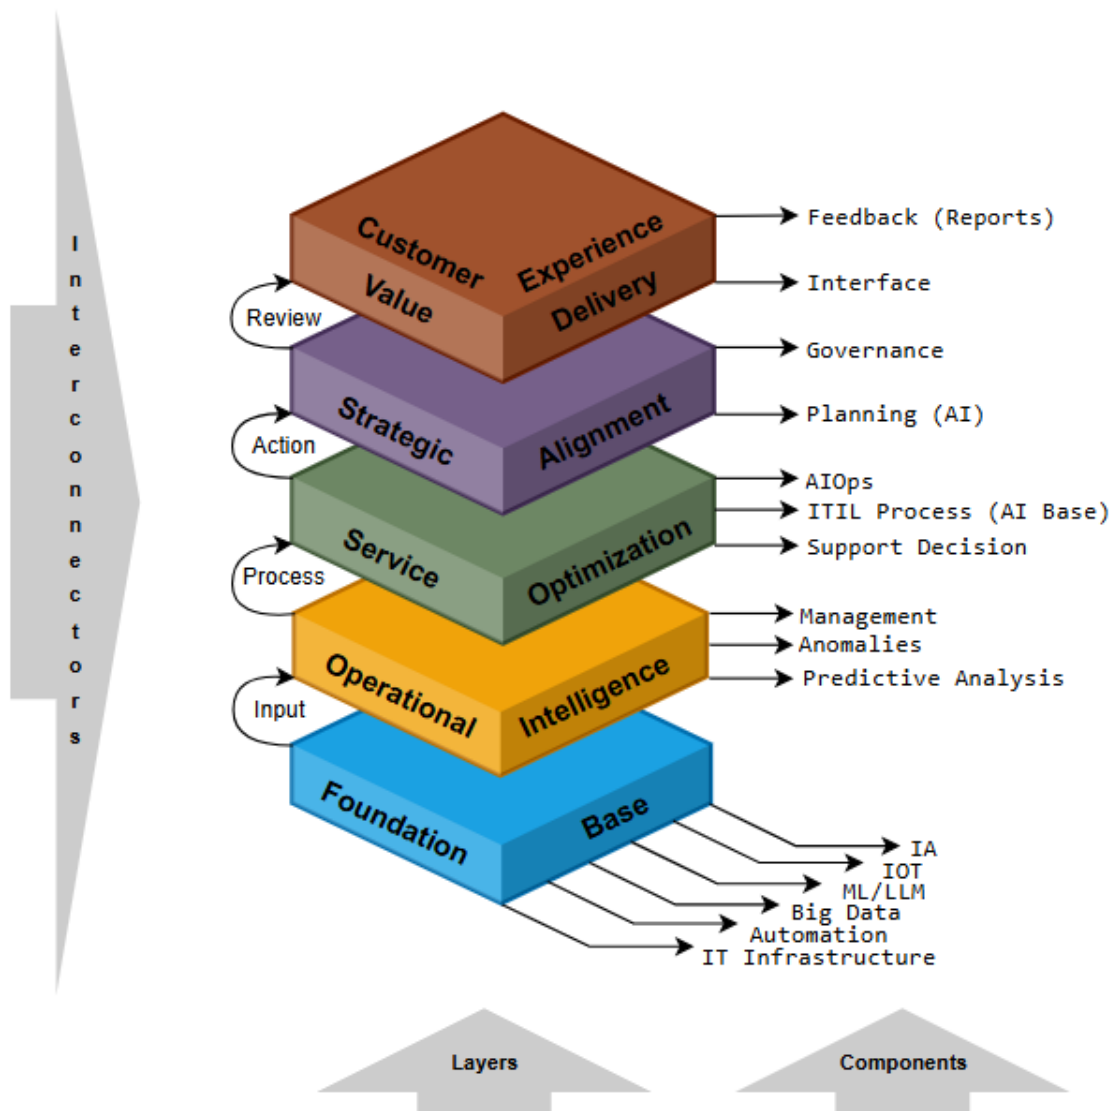 Interconnectors
Customer Experience
Value Delivery
Feedback (Reports)
Interface
Review
Strategic Alignment
Governance
Planning (AI)
Action
Service Optimization
AIOps
ITIL Process (AI Base)
Support Decision
Process
Operational Intelligence
Management
Anomalies
Predictive Analysis
Input
Foundation Base
IA
IOT
ML/LLM
Big Data
Automation
IT Infrastructure
Layers
Components